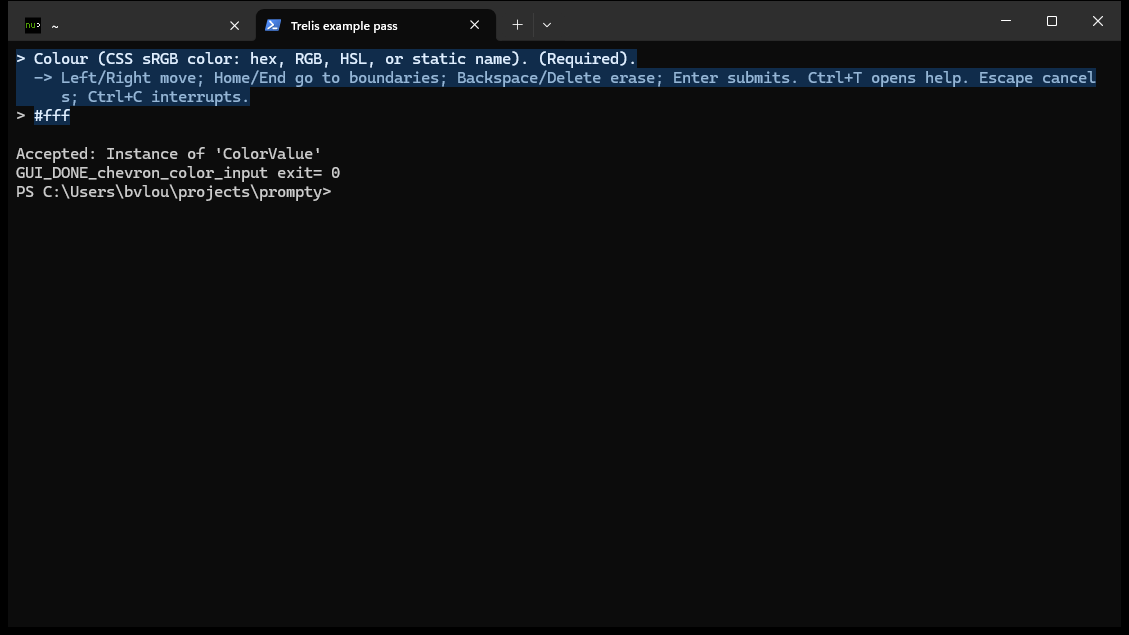 nu> ~
Trelis example pass
> Colour (CSS sRGB color: hex, RGB, HSL, or static name). (Required).
-> Left/Right move; Home/End go to boundaries; Backspace/Delete erase; Enter submits. Ctrl+T opens help. Escape cancel
s; Ctrl+C interrupts.
> #fff
Accepted: Instance of 'ColorValue'
GUI_DONE_chevron_color_input exit= 0
PS C:\Users\bvlou\projects\prompty>